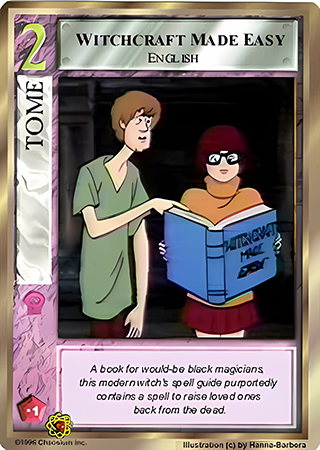 2
WITCHCRAFT MADE EASY
ENGLISH
TOME
WITCHCRAFT
MADE
EASY
A book for would-be black magicians,
this modern witch's spell guide purportedly
contains a spell to raise loved ones
back from the dead.
-1
©1996 Chaosium Inc.
Illustration (c) by Hanna-Barbera